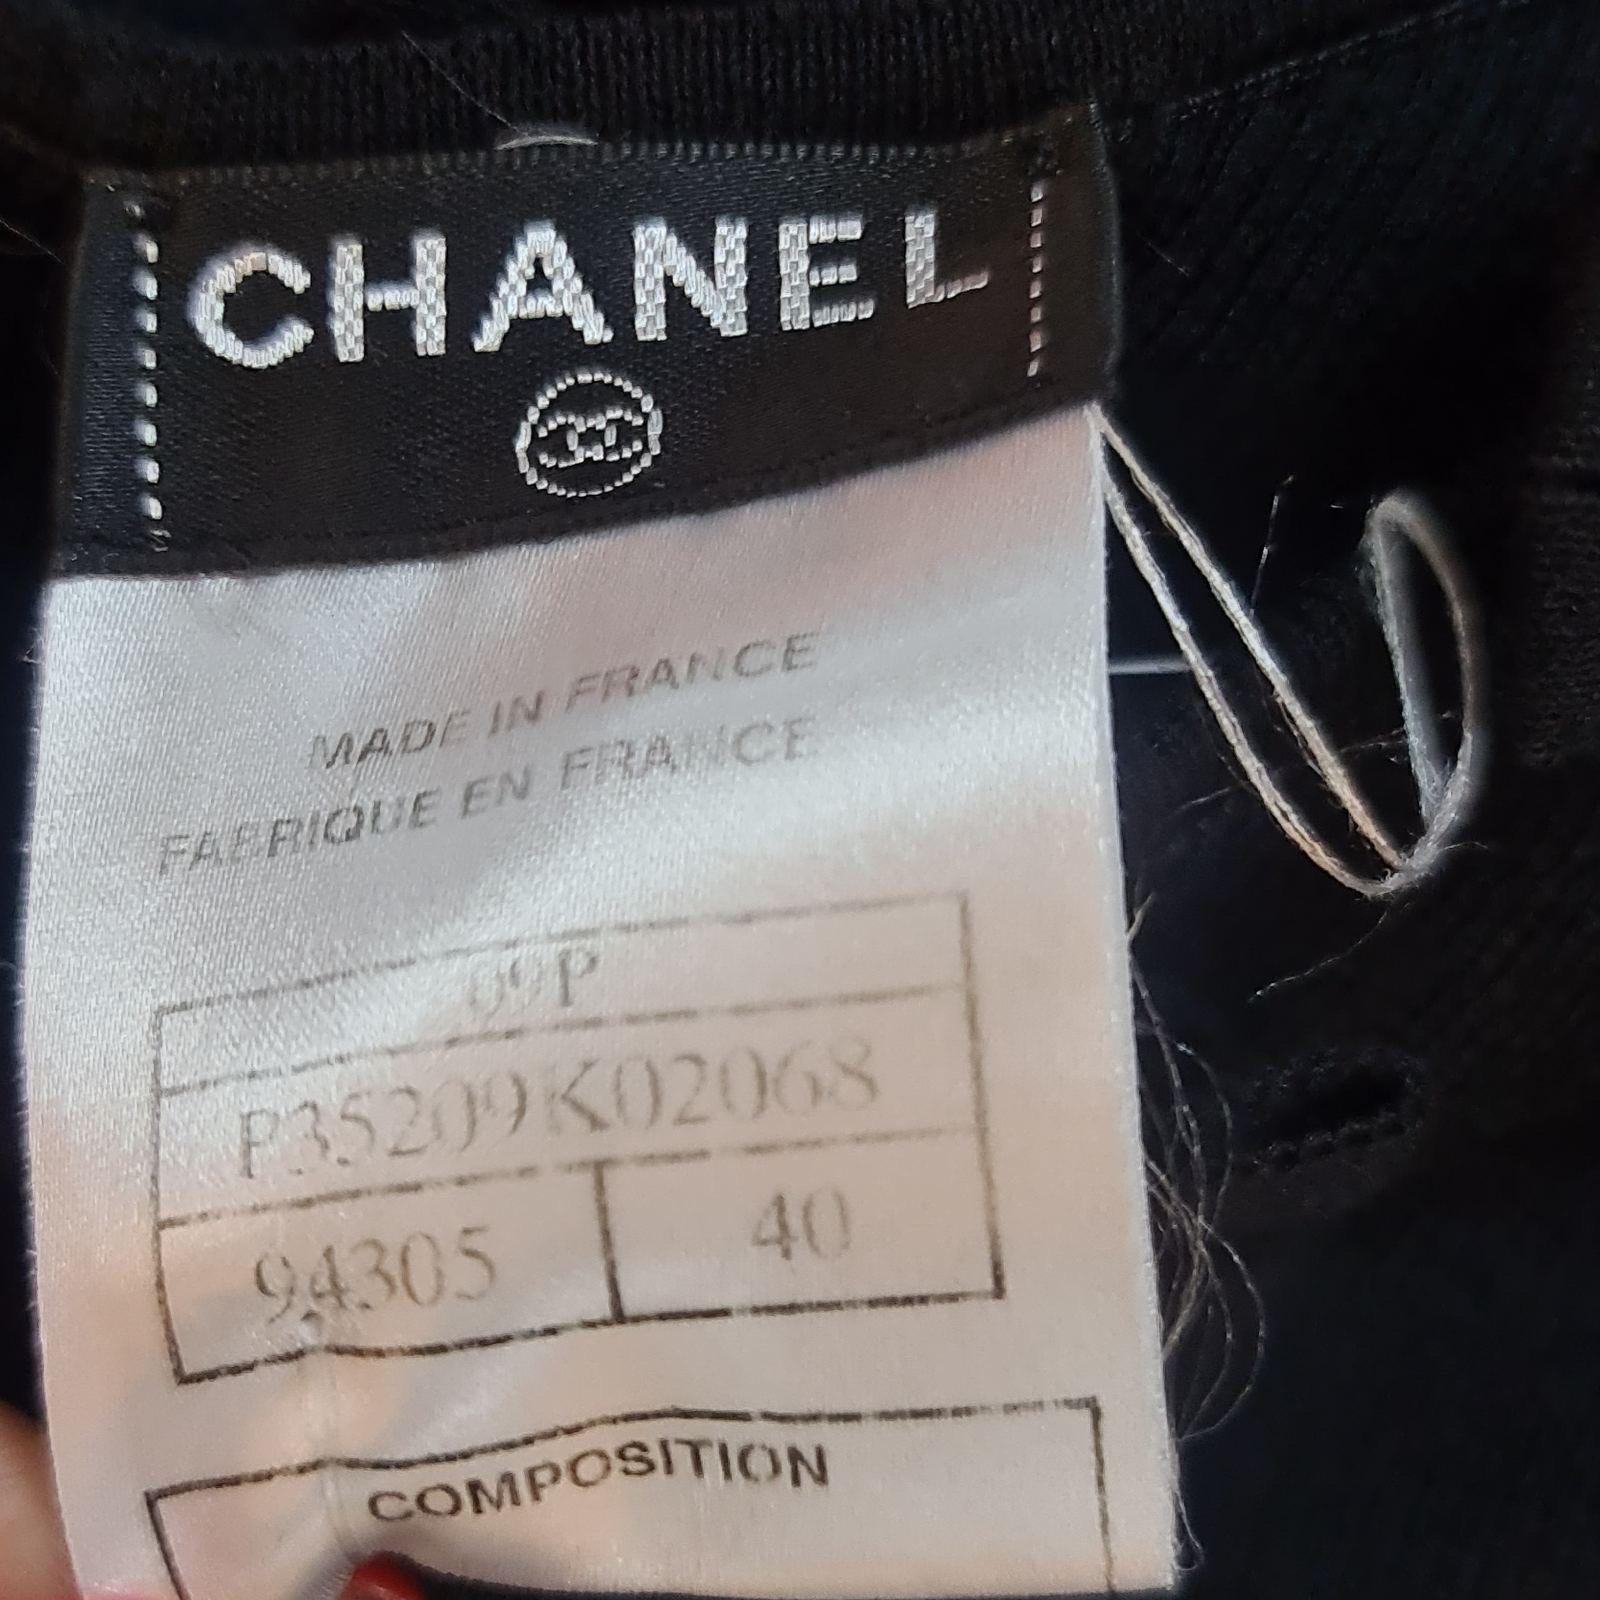 CHANEL
MADE IN FRANCE
FABRIQUE EN FRANCE
09P
P35209K02068
94305 40
COMPOSITION